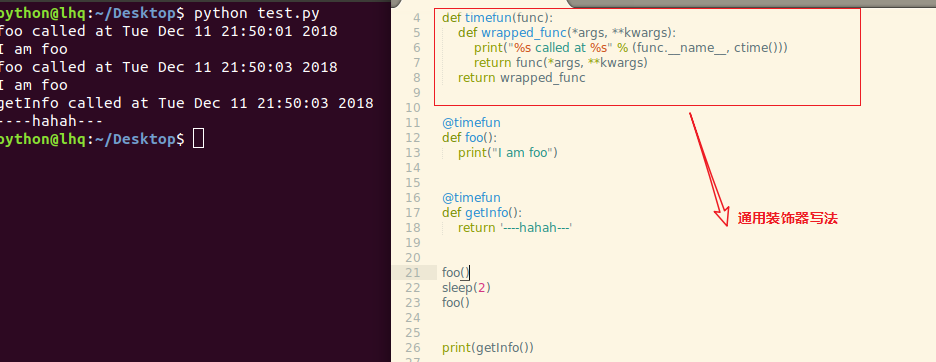 python@lhq:~/Desktop$ python test.py
foo called at Tue Dec 11 21:50:01 2018
I am foo
foo called at Tue Dec 11 21:50:03 2018
I am foo
getInfo called at Tue Dec 11 21:50:03 2018
----hahah---
python@lhq:~/Desktop$
4 def timefun(func):
5 def wrapped_func(*args, **kwargs):
6 print("%s called at %s" % (func.__name__, ctime()))
7 return func(*args, **kwargs)
8 return wrapped_func
9
10
11 @timefun
12 def foo():
13 print("I am foo")
14
15
16 @timefun
17 def getInfo():
18 return '----hahah---'
19
20
21 foo()
22 sleep(2)
23 foo()
24
25
26 print(getInfo())
通用装饰器写法